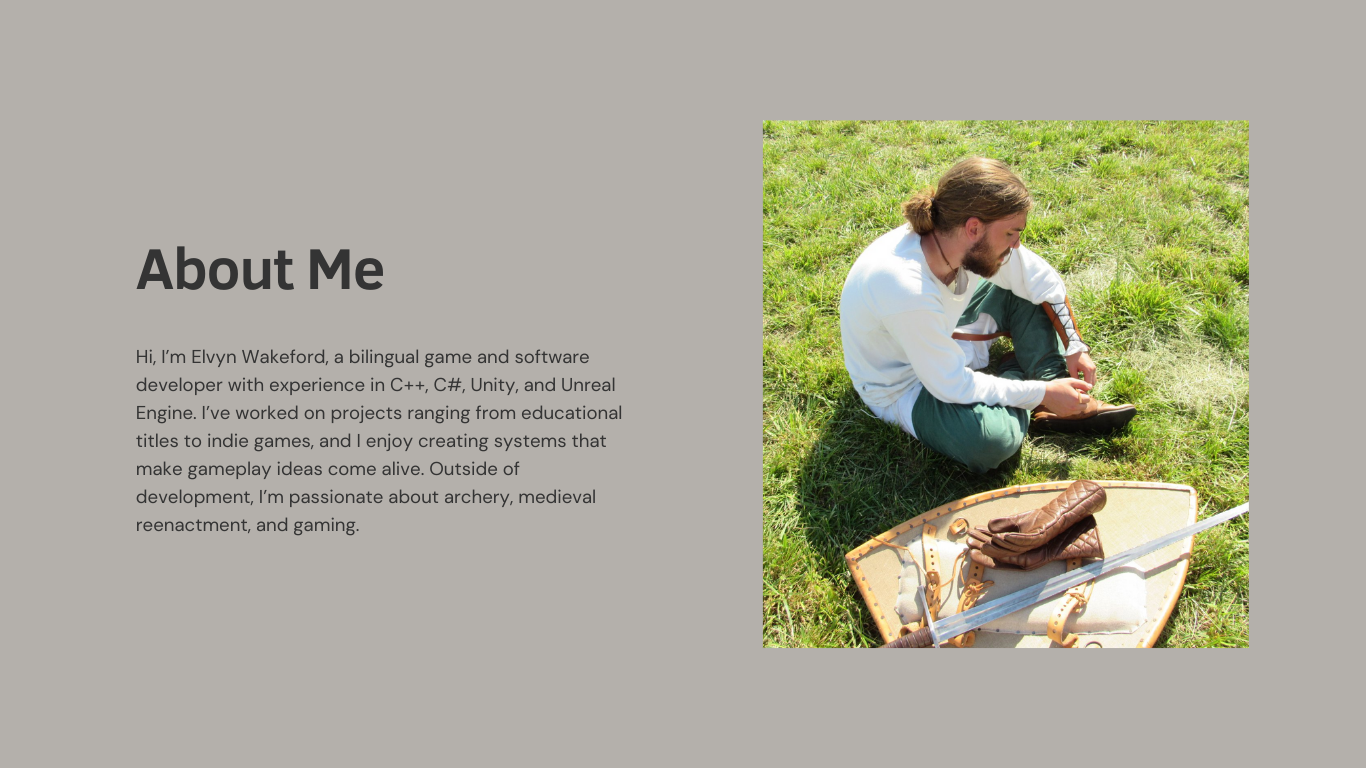 About Me
Hi, I’m Elvyn Wakeford, a bilingual game and software
developer with experience in C++, C#, Unity, and Unreal
Engine. I’ve worked on projects ranging from educational
titles to indie games, and I enjoy creating systems that
make gameplay ideas come alive. Outside of
development, I’m passionate about archery, medieval
reenactment, and gaming.